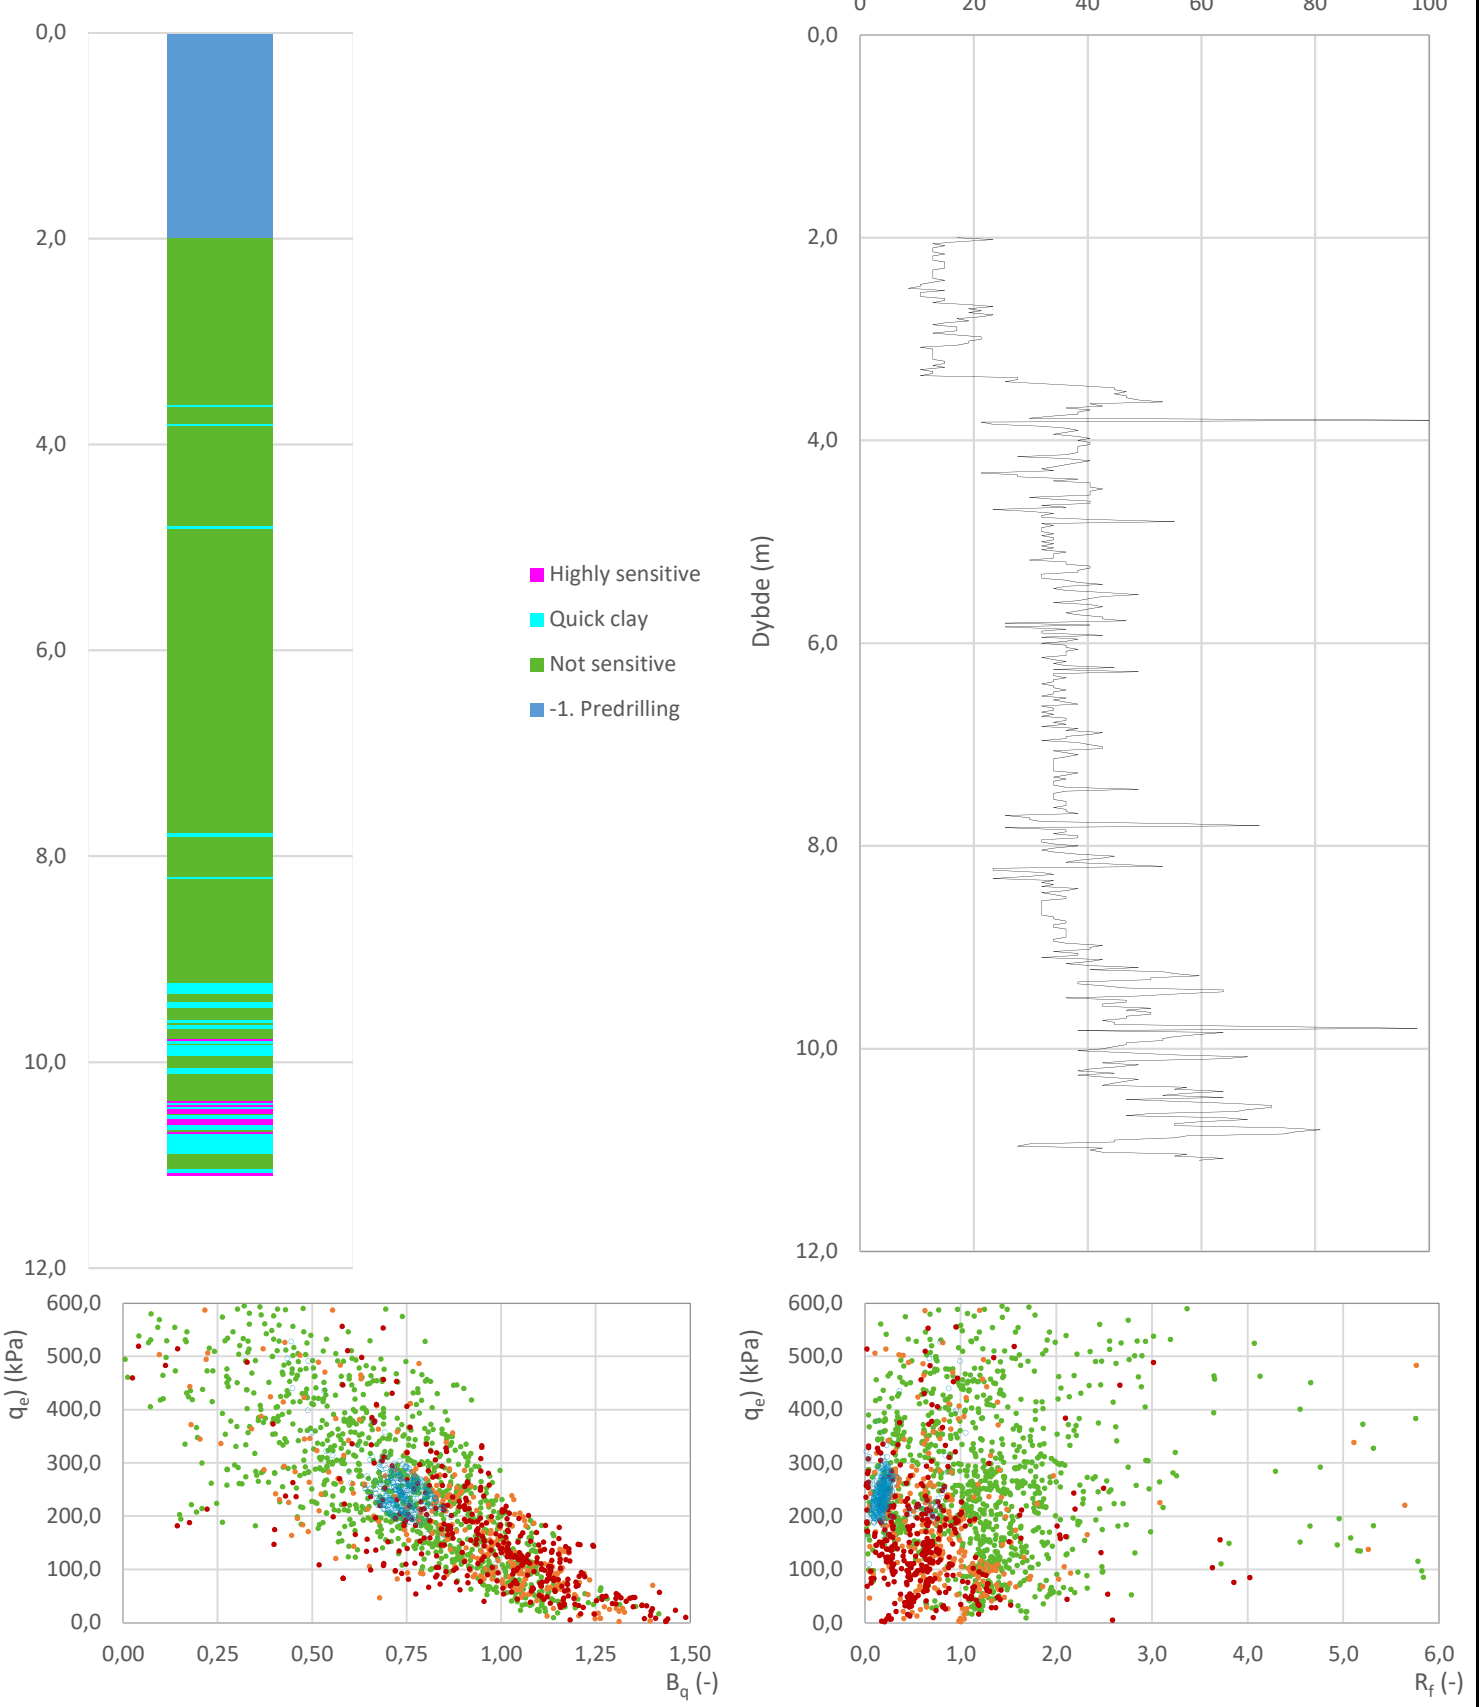 0 20 40 60 80 100
0,0
2,0
4,0
6,0
8,0
10,0
12,0
Highly sensitive
Quick clay
Not sensitive
-1. Predrilling
0,0
2,0
4,0
6,0
8,0
10,0
12,0
Dybde (m)
600,0
500,0
400,0
300,0
200,0
100,0
0,0
qe) (kPa)
0,00 0,25 0,50 0,75 1,00 1,25 1,50
Bq (-)
600,0
500,0
400,0
300,0
200,0
100,0
0,0
qe) (kPa)
0,0 1,0 2,0 3,0 4,0 5,0 6,0
Rf (-)